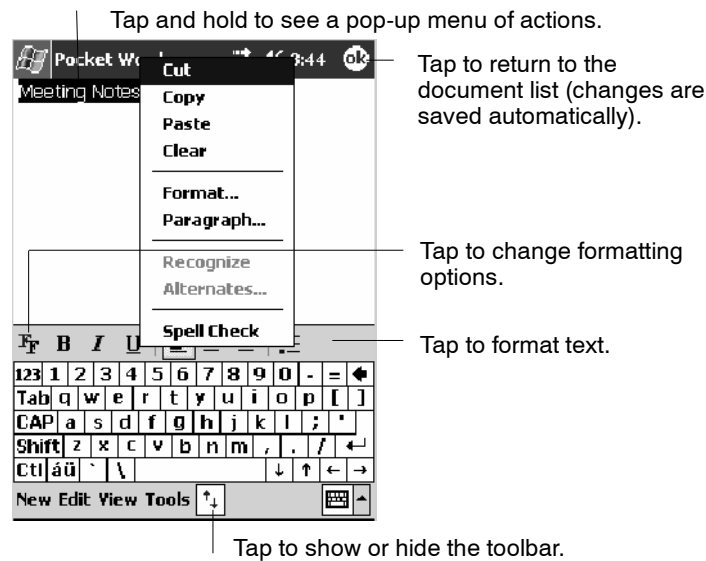 Tap and hold to see a pop-up menu of actions.
Pocket 3:44 ok
Meeting Notes
Cut
Copy
Paste
Clear
Format...
Paragraph...
Recognize
Alternates...
Spell Check
Tap to return to the
document list (changes are
saved automatically).
Tap to change formatting
options.
Tap to format text.
FF B I U
123 1 2 3 4 5 6 7 8 9 0 - =
Tab q w e r t y u i o p [ ]
CAP a s d f g h j k l ; '
Shift z x c v b n m , . /
Ctl áü ` \ ↓ ↑ ← →
New Edit View Tools
Tap to show or hide the toolbar.